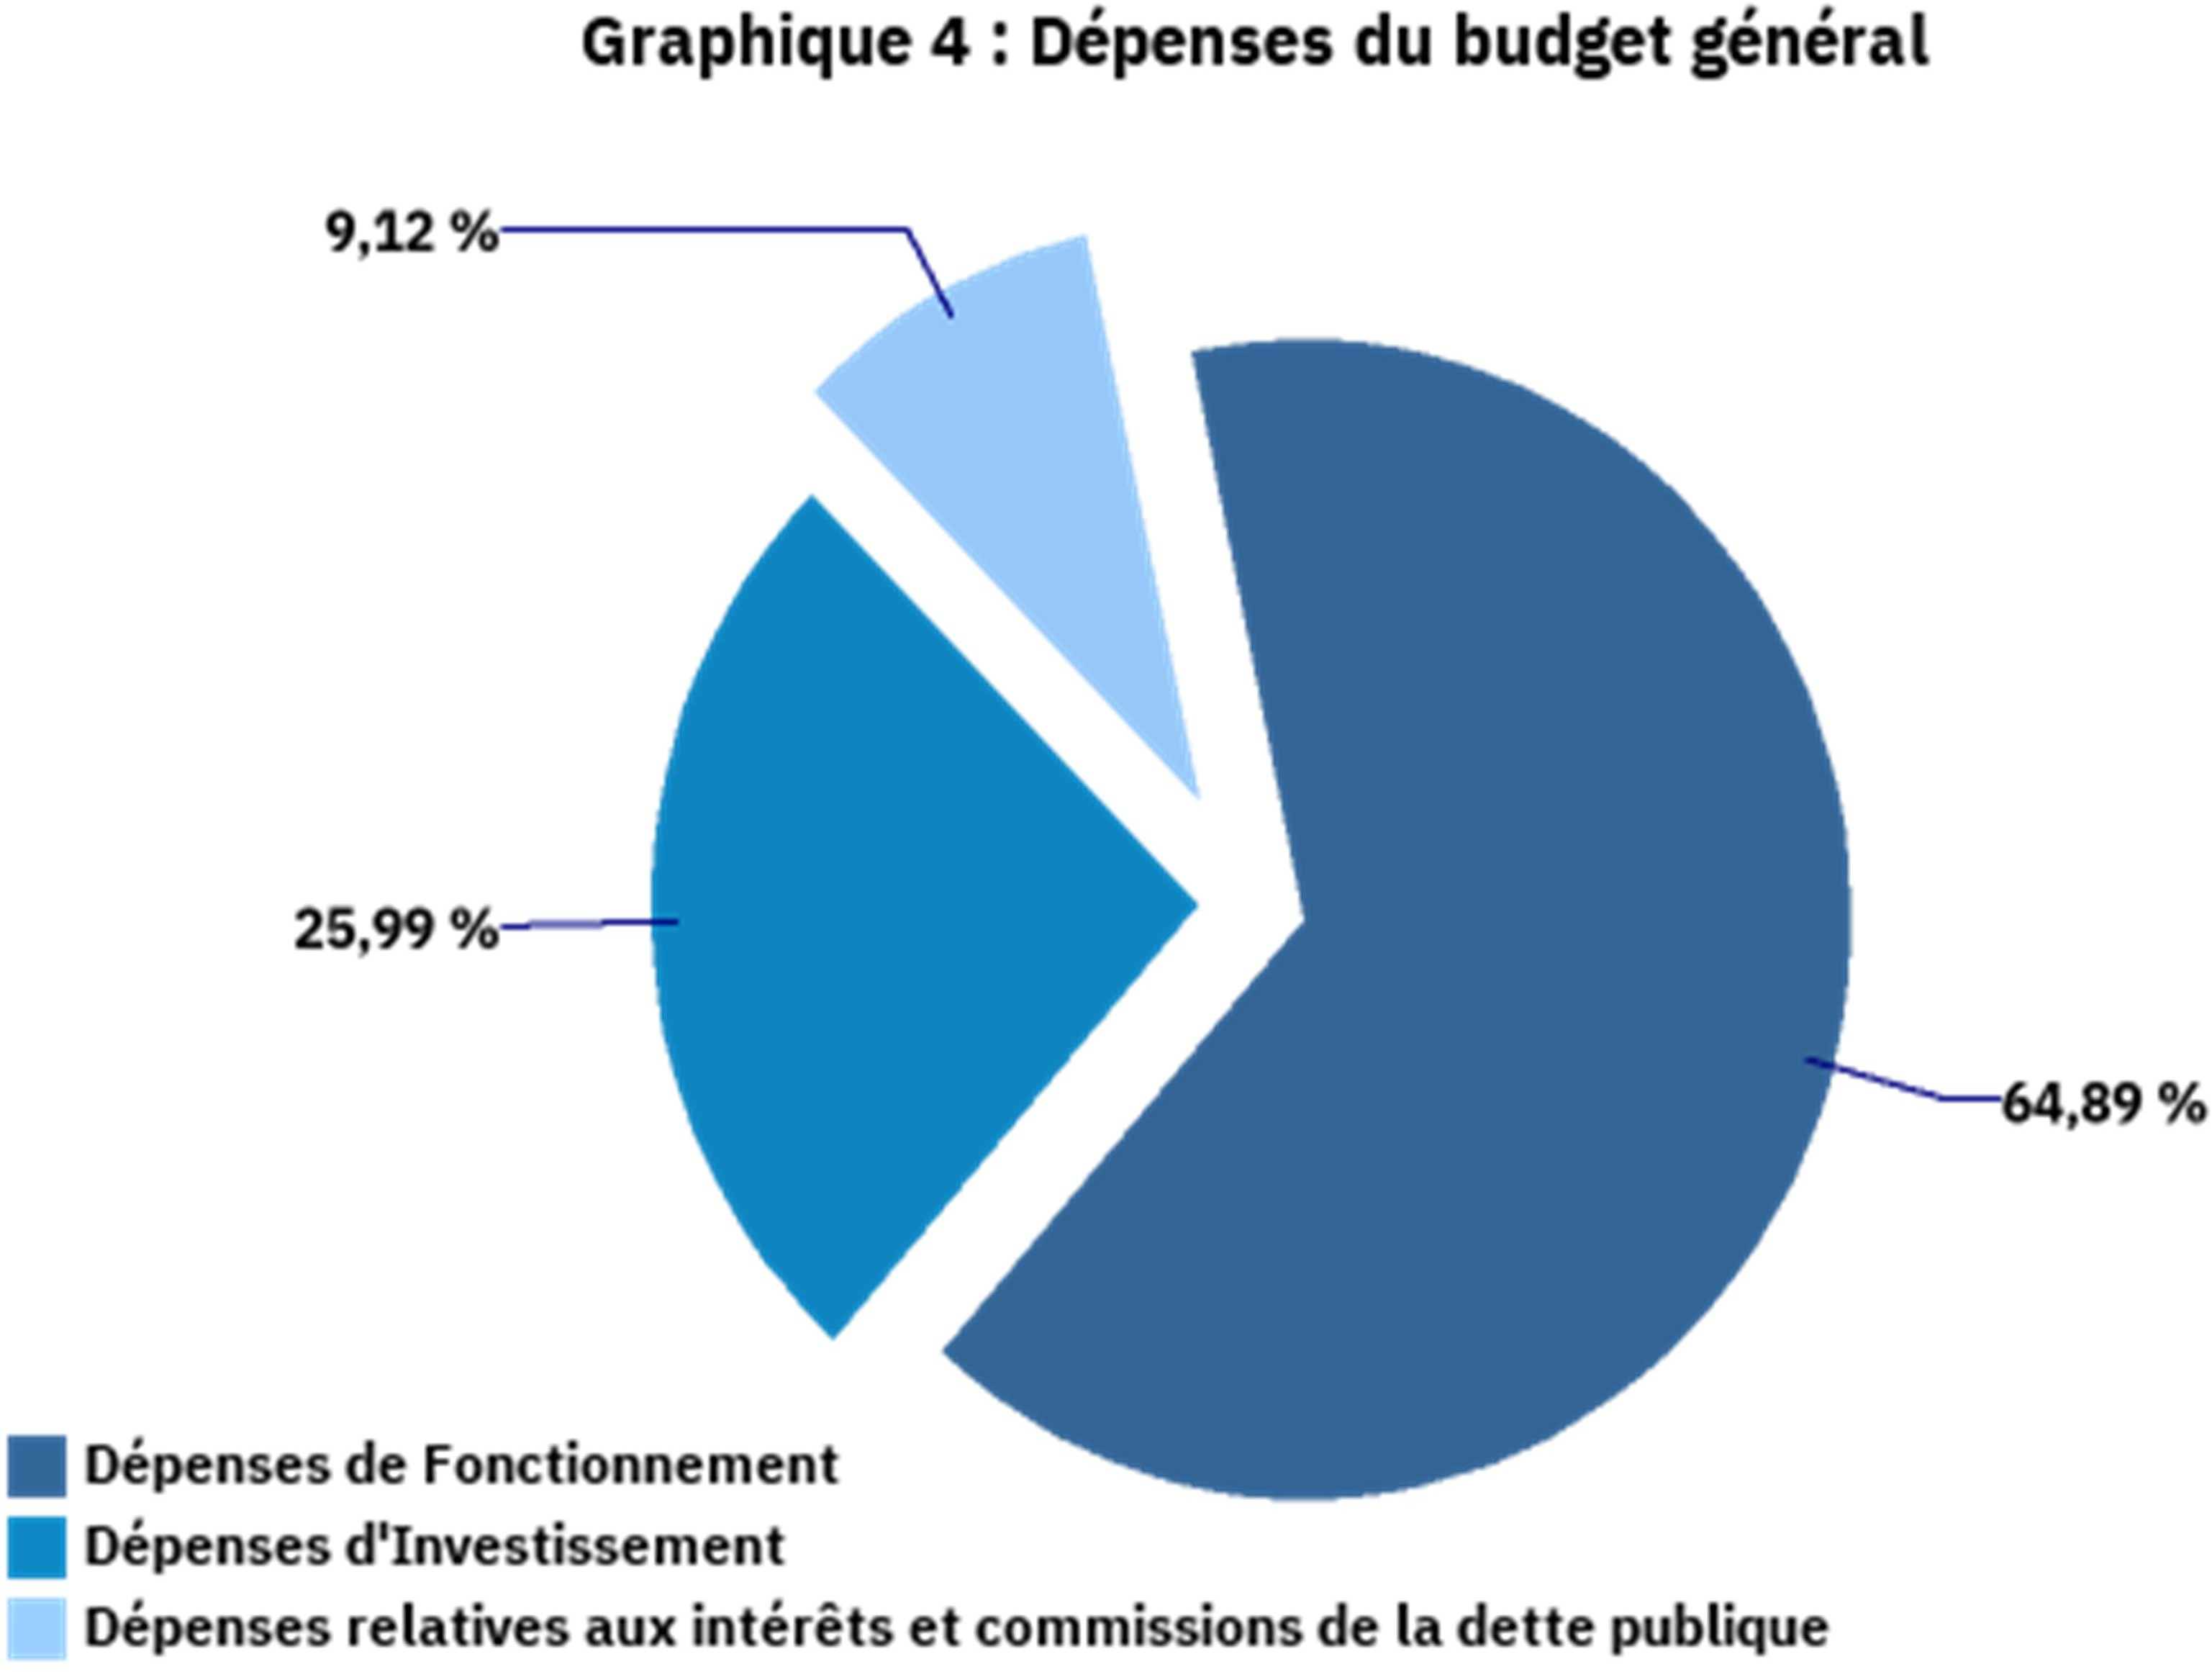 Graphique 4 : Dépenses du budget général
9,12 %
25,99 %
64,89 %
Dépenses de Fonctionnement
Dépenses d'Investissement
Dépenses relatives aux intérêts et commissions de la dette publique